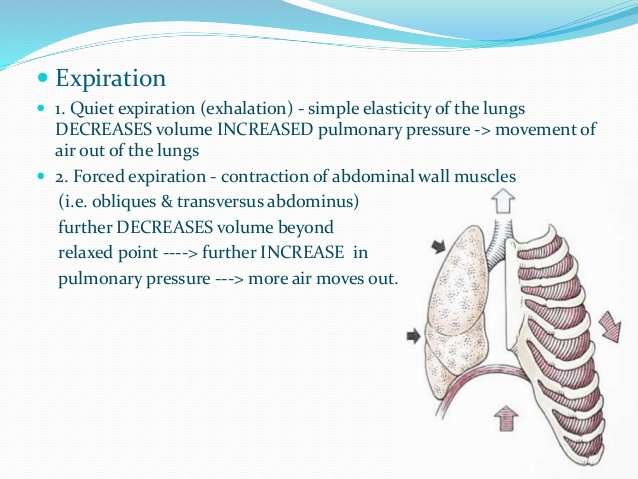 Expiration
1. Quiet expiration (exhalation) - simple elasticity of the lungs
DECREASES volume INCREASED pulmonary pressure -> movement of
air out of the lungs
2. Forced expiration - contraction of abdominal wall muscles
(i.e. obliques & transversus abdominus)
further DECREASES volume beyond
relaxed point ----> further INCREASE in
pulmonary pressure ---> more air moves out.